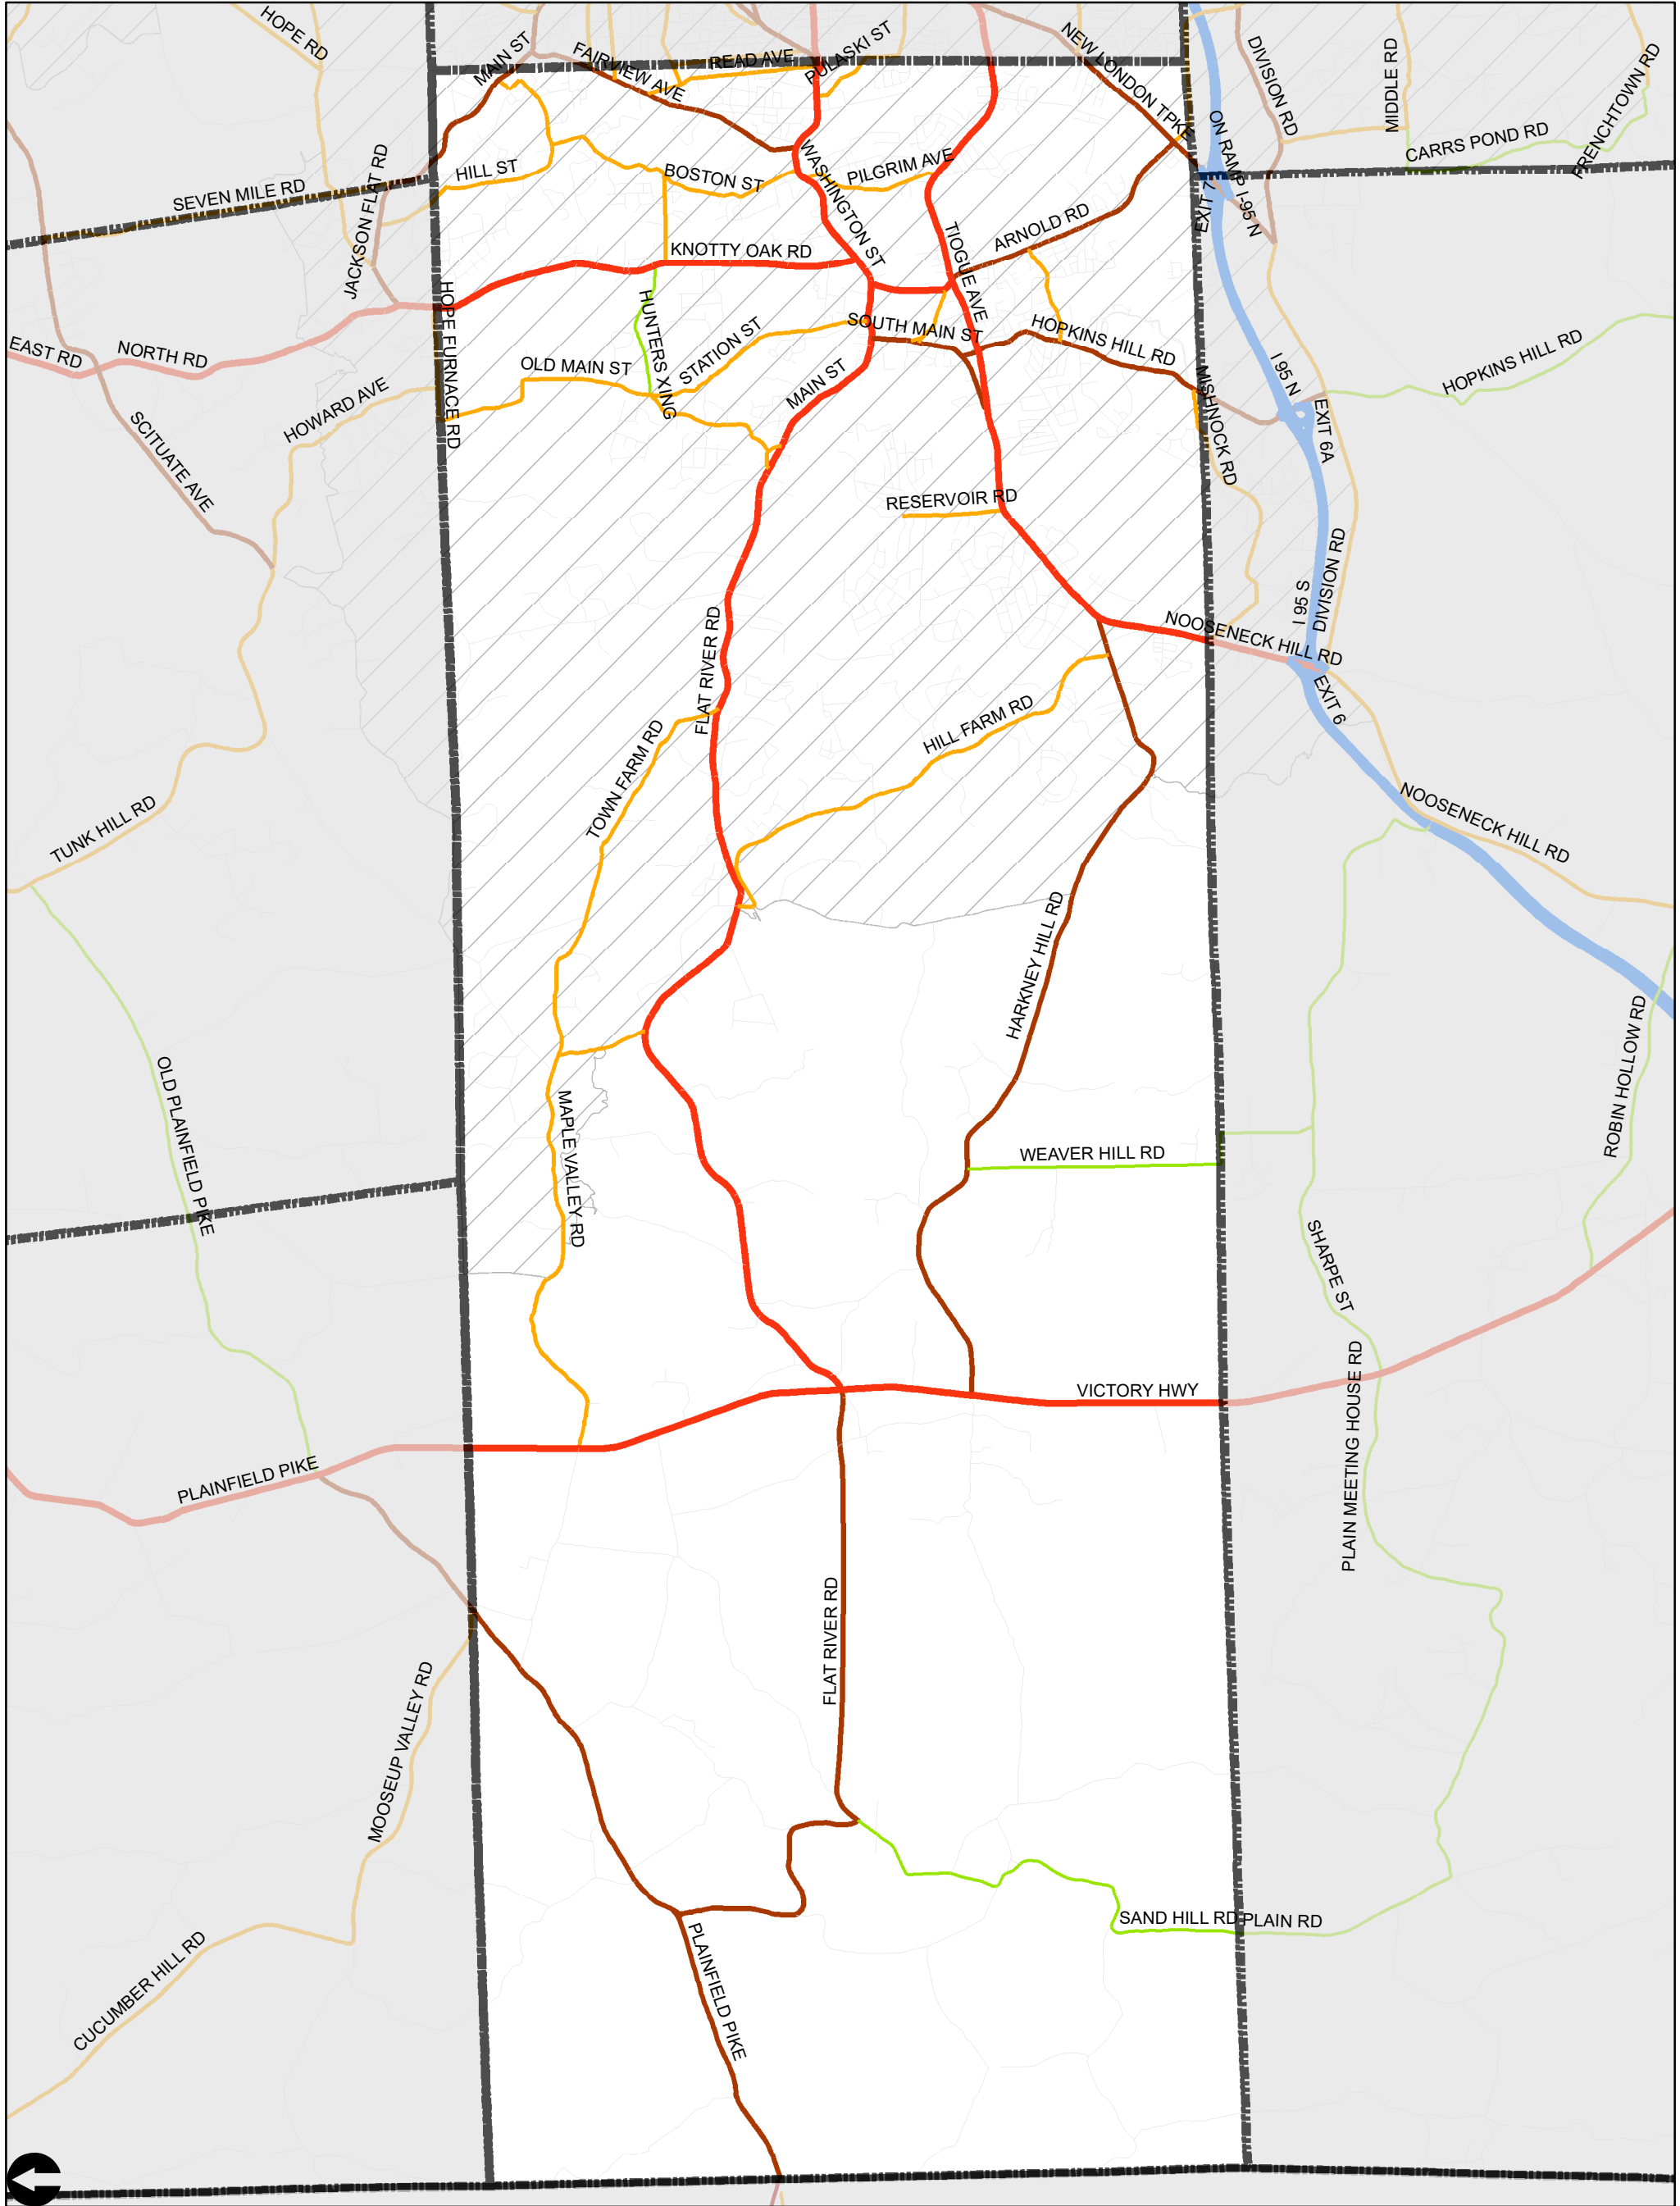 HOPE RD
MAIN ST
FAIRVIEW AVE
READ AVE
PULASKI ST
NEW LONDON TPKE
DIVISION RD
MIDDLE RD
FRENCHTOWN RD
CARRS POND RD
ON RAMP I-95 N
EXIT 7
SEVEN MILE RD
JACKSON FLAT RD
HILL ST
BOSTON ST
WASHINGTON ST
PILGRIM AVE
ARNOLD RD
TIOGUE AVE
KNOTTY OAK RD
HOPE FURNACE RD
HUNTERS XING
STATION ST
SOUTH MAIN ST
HOPKINS HILL RD
EAST RD
NORTH RD
OLD MAIN ST
MAIN ST
I 95 N
HOPKINS HILL RD
HOWARD AVE
SCITUATE AVE
MISHNOCK RD
EXIT 6A
RESERVOIR RD
I 95 S
DIVISION RD
NOOSENECK HILL RD
EXIT 6
FLAT RIVER RD
TOWN FARM RD
HILL FARM RD
TUNK HILL RD
NOOSENECK HILL RD
HARKNEY HILL RD
ROBIN HOLLOW RD
OLD PLAINFIELD PIKE
MAPLE VALLEY RD
WEAVER HILL RD
SHARPE ST
PLAIN MEETING HOUSE RD
VICTORY HWY
PLAINFIELD PIKE
FLAT RIVER RD
MOOSEUP VALLEY RD
SAND HILL RD
PLAIN RD
CUCUMBER HILL RD
PLAINFIELD PIKE